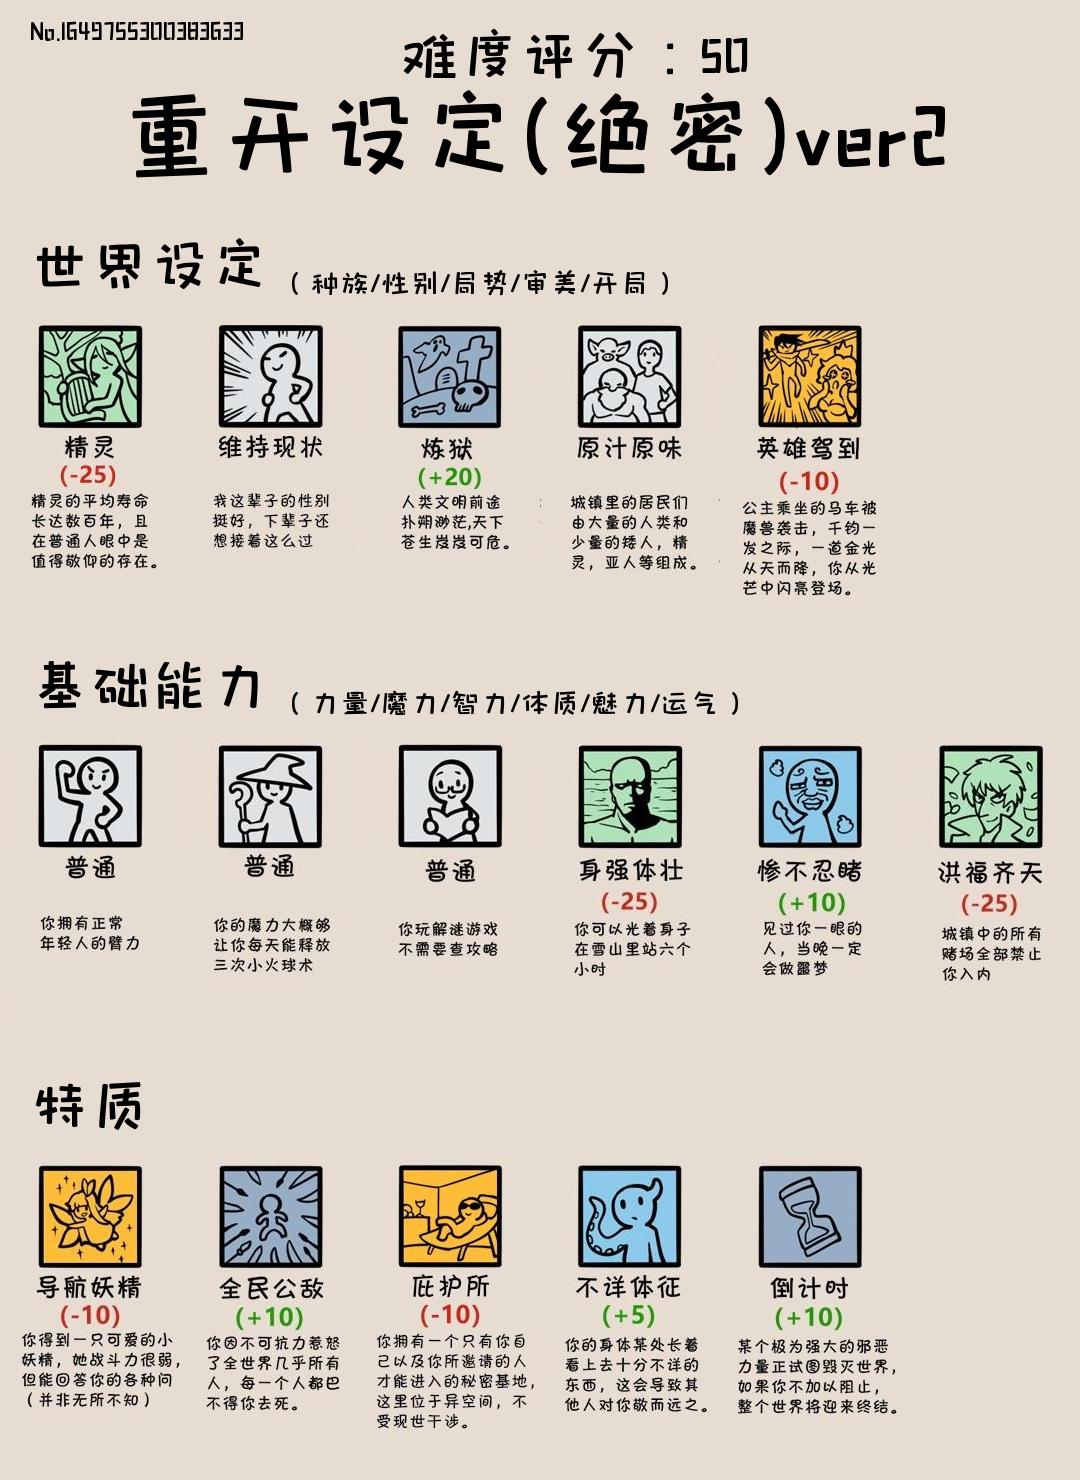 No.1649755300383633
难度评分：50
重开设定(绝密)ver2
世界设定（种族/性别/局势/审美/开局）
精灵
(-25)
精灵的平均寿命
长达数百年，且
在普通人眼中是
值得敬仰的存在。
维持现状
我这辈子的性别
挺好，下辈子还
想接着这么过
炼狱
(+20)
人类文明前途
扑朔渺茫,天下
苍生岌岌可危。
原汁原味
城镇里的居民们
由大量的人类和
少量的矮人，精
灵，亚人等组成。
英雄驾到
(-10)
公主乘坐的马车被
魔兽袭击，千钧一
发之际，一道金光
从天而降，你从光
芒中闪亮登场。
基础能力（力量/魔力/智力/体质/魅力/运气）
普通
你拥有正常
年轻人的臂力
普通
你的魔力大概够
让你每天能释放
三次小火球术
普通
你玩解谜游戏
不需要查攻略
身强体壮
(-25)
你可以光着身子
在雪山里站六个
小时
惨不忍睹
(+10)
见过你一眼的
人，当晚一定
会做噩梦
洪福齐天
(-25)
城镇中的所有
赌场全部禁止
你入内
特质
导航妖精
(-10)
你得到一只可爱的小
妖精，她战斗力很弱，
但能回答你的各种问
（并非无所不知）
全民公敌
(+10)
你因不可抗力惹怒
了全世界几乎所有
人，每一个人都巴
不得你去死。
庇护所
(-10)
你拥有一个只有你自
己以及你所邀请的人
才能进入的秘密基地，
这里位于异空间，不
受现世干涉。
不详体征
(+5)
你的身体某处长着
看上去十分不详的
东西，这会导致其
他人对你敬而远之。
倒计时
(+10)
某个极为强大的邪恶
力量正试图毁灭世界，
如果你不加以阻止，
整个世界将迎来终结。